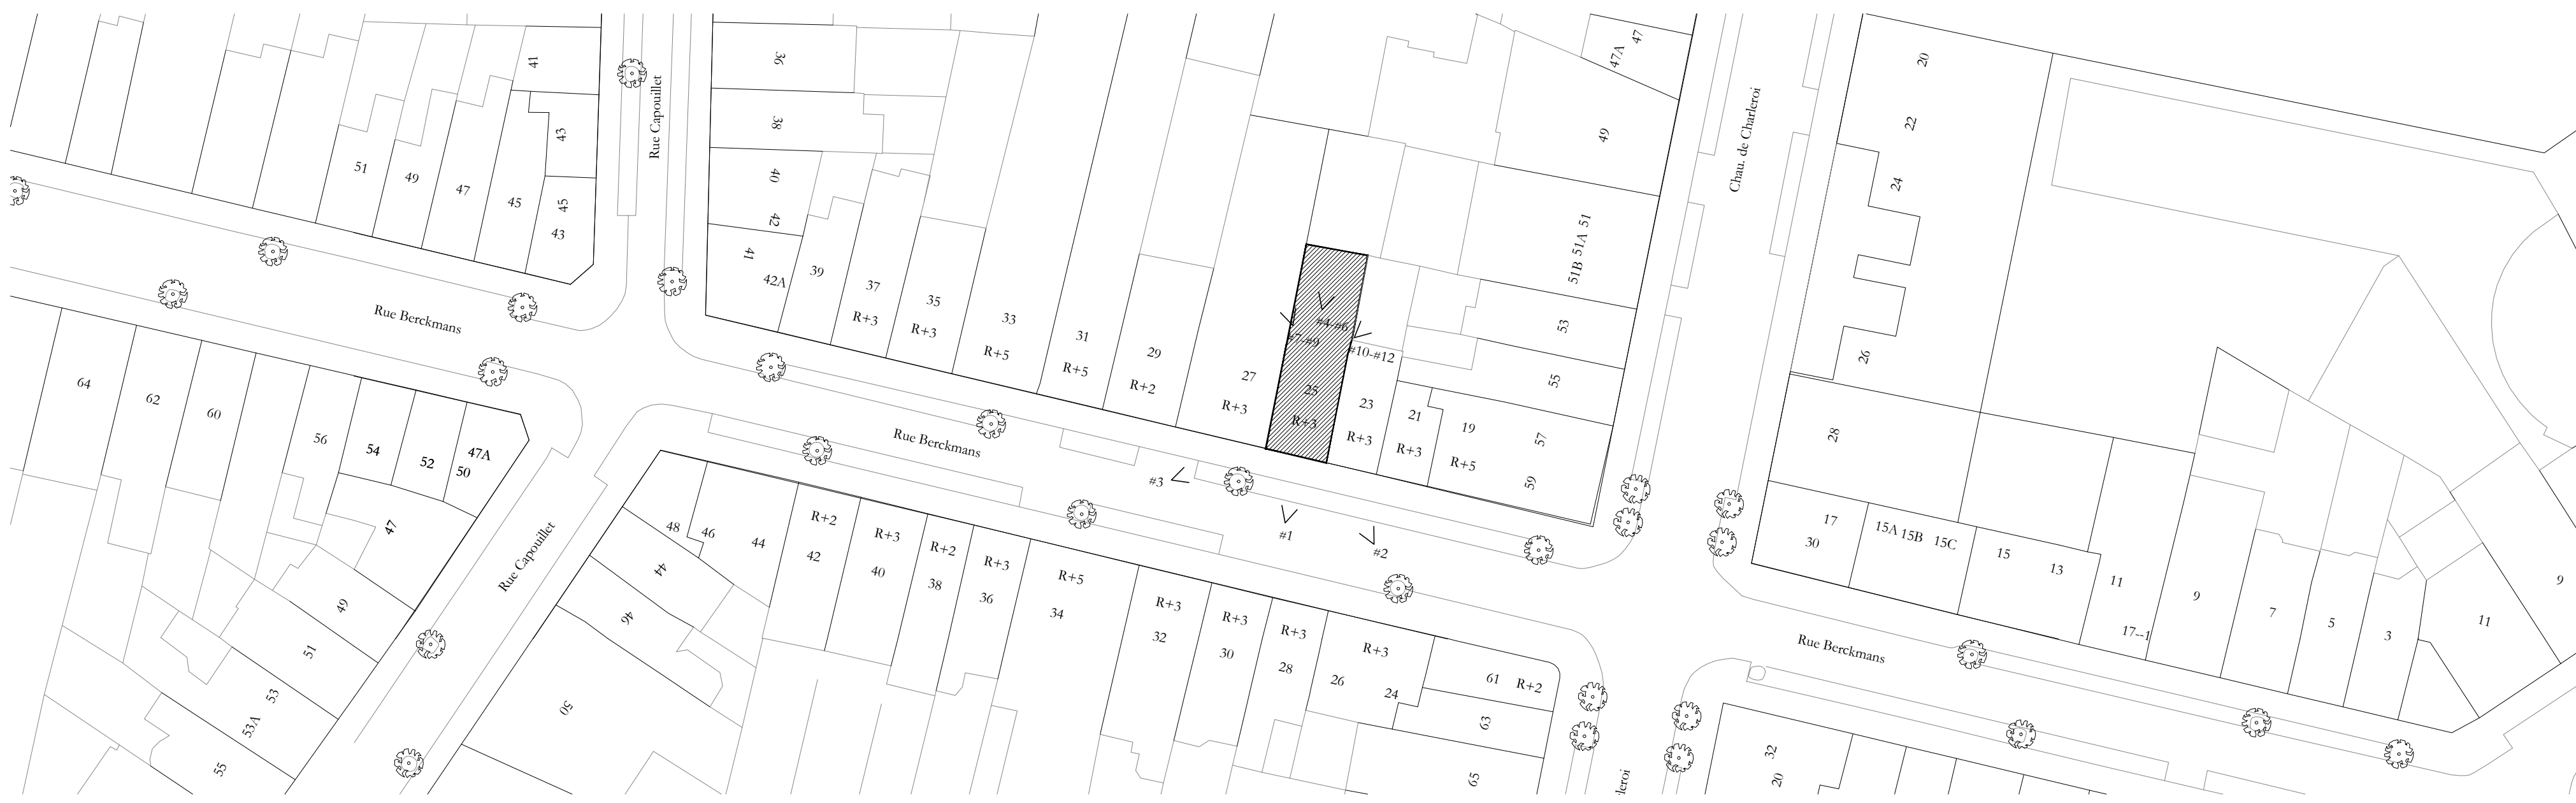 41
43
51
49
47
45
45
43
Rue Capouillet
36
38
40
42
41
42A
39
37
R+3
35
R+3
33
R+5
31
R+5
29
R+2
27
R+3
#4-#6
#7-#9
25
R+3
#10-#12
23
R+3
21
R+3
19
R+5
47A 47
49
51B 51A 51
53
55
57
59
Chau. de Charleroi
20
22
24
26
28
17
30
15A 15B 15C
15
13
11
17--1
9
7
5
3
11
9
Rue Berckmans
Rue Berckmans
Rue Berckmans
#3
#1
#2
64
62
60
56
54
52
47A
50
47
49
51
53
53A
55
Rue Capouillet
48
46
44
44
46
50
R+2
42
R+3
40
R+2
38
R+3
36
R+5
34
R+3
32
R+3
30
R+3
28
R+3
26
24
61 R+2
63
65
leroi
32
20